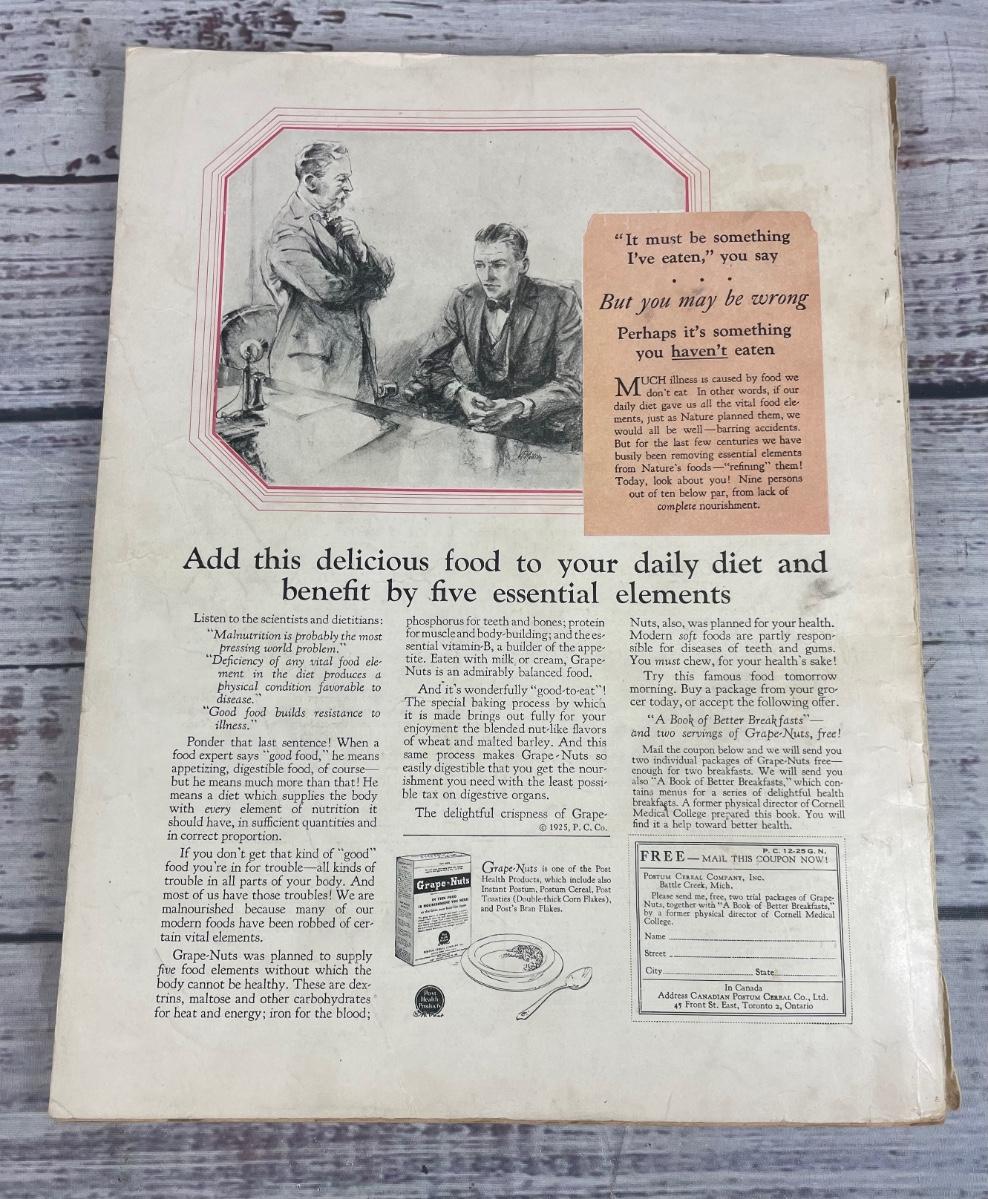 "It must be something
I've eaten," you say
. . .
But you may be wrong
Perhaps it's something
you haven't eaten
MUCH illness is caused by food we
don't eat In other words, if our
daily diet gave us all the vital food ele-
ments, just as Nature planned them, we
would all be well—barring accidents.
But for the last few centuries we have
busily been removing essential elements
from Nature's foods—"refining" them!
Today, look about you! Nine persons
out of ten below par, from lack of
complete nourishment.
Add this delicious food to your daily diet and
benefit by five essential elements
Listen to the scientists and dietitians:
"Malnutrition is probably the most
pressing world problem."
"Deficiency of any vital food ele-
ment in the diet produces a
physical condition favorable to
disease."
"Good food builds resistance to
illness."
Ponder that last sentence! When a
food expert says "good food," he means
appetizing, digestible food, of course—
but he means much more than that! He
means a diet which supplies the body
with every element of nutrition it
should have, in sufficient quantities and
in correct proportion.
If you don't get that kind of "good"
food you're in for trouble—all kinds of
trouble in all parts of your body. And
most of us have those troubles! We are
malnourished because many of our
modern foods have been robbed of cer-
tain vital elements.
Grape-Nuts was planned to supply
five food elements without which the
body cannot be healthy. These are dex-
trins, maltose and other carbohydrates
for heat and energy; iron for the blood;
phosphorus for teeth and bones; protein
for muscle and body-building; and the es-
sential vitamin-B, a builder of the appe-
tite. Eaten with milk or cream, Grape-
Nuts is an admirably balanced food.
And it's wonderfully "good-to-eat"!
The special baking process by which
it is made brings out fully for your
enjoyment the blended nut-like flavors
of wheat and malted barley. And this
same process makes Grape-Nuts so
easily digestible that you get the nour-
ishment you need with the least possi-
ble tax on digestive organs.
The delightful crispness of Grape-
© 1925, P. C. Co.
Nuts, also, was planned for your health.
Modern soft foods are partly respon-
sible for diseases of teeth and gums.
You must chew, for your health's sake!
Try this famous food tomorrow
morning. Buy a package from your gro-
cer today, or accept the following offer.
"A Book of Better Breakfasts"—
and two servings of Grape-Nuts, free!
Mail the coupon below and we will send you
two individual packages of Grape-Nuts free—
enough for two breakfasts. We will send you
also "A Book of Better Breakfasts," which con-
tains menus for a series of delightful health
breakfasts. A former physical director of Cornell
Medical College prepared this book. You will
find it a help toward better health.
Grape-Nuts
Grape-Nuts is one of the Post
Health Products, which include also
Instant Postum, Postum Cereal, Post
Toasties (Double-thick Corn Flakes),
and Post's Bran Flakes.
Post
Health
Products
P. C. 12-25 G. N.
FREE—MAIL THIS COUPON NOW!
POSTUM CEREAL COMPANY, INC.
Battle Creek, Mich.
Please send me, free, two trial packages of Grape-
Nuts, together with "A Book of Better Breakfasts,"
by a former physical director of Cornell Medical
College.
Name
Street
City State
In Canada
Address CANADIAN POSTUM CEREAL CO., Ltd.
45 Front St. East, Toronto 2, Ontario